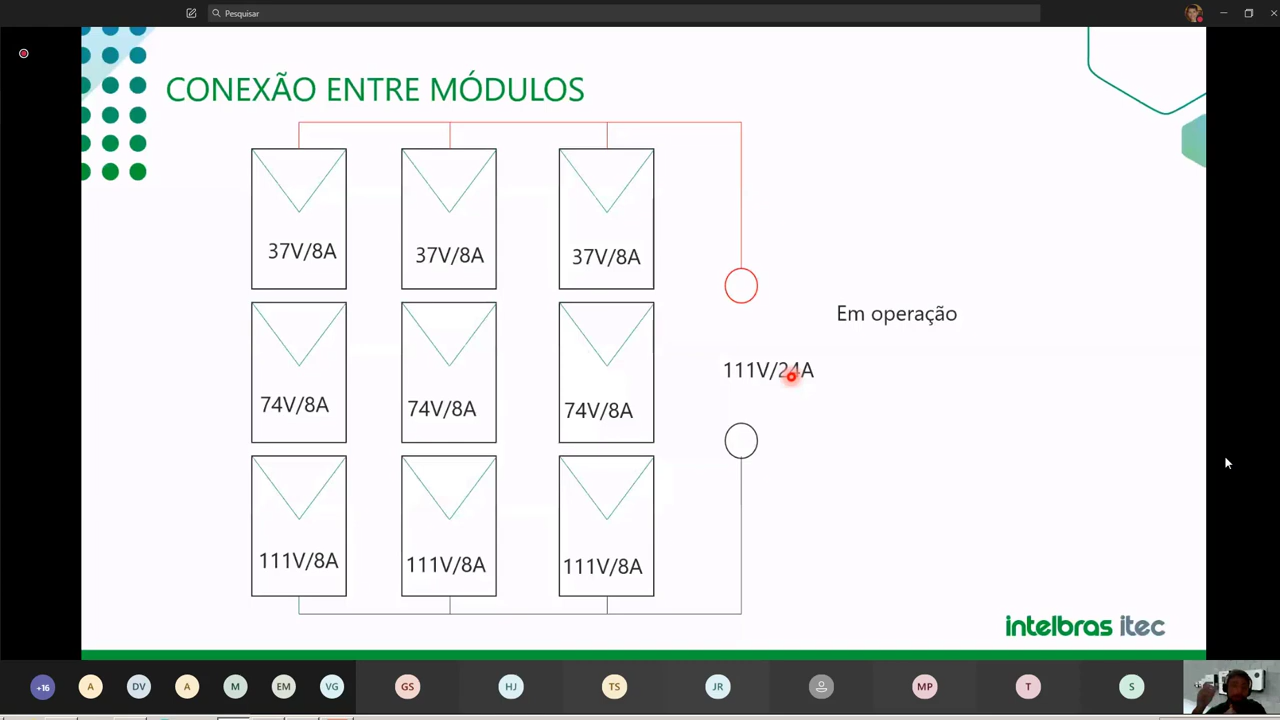 Pesquisar
CONEXÃO ENTRE MÓDULOS
37V/8A
37V/8A
37V/8A
Em operação
111V/24A
74V/8A
74V/8A
74V/8A
111V/8A
111V/8A
111V/8A
intelbras itec
+16
A
DV
A
M
EM
VG
GS
HJ
TS
JR
MP
T
S